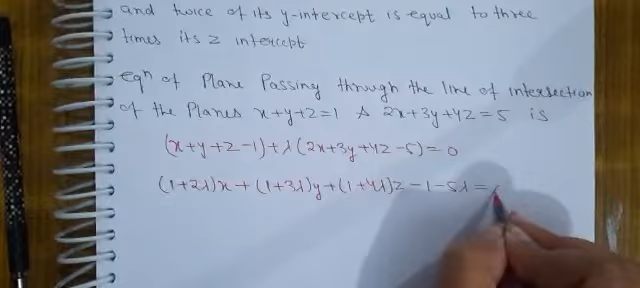 and twice of its y-intercept is equal to three
times its z intercept
eqⁿ of Plane Passing through the line of intersection
of the Planes x+y+z=1 & 2x+3y+4z=5 is
(x+y+z-1)+λ(2x+3y+4z-5)=0
(1+2λ)x+(1+3λ)y+(1+4λ)z-1-5λ=